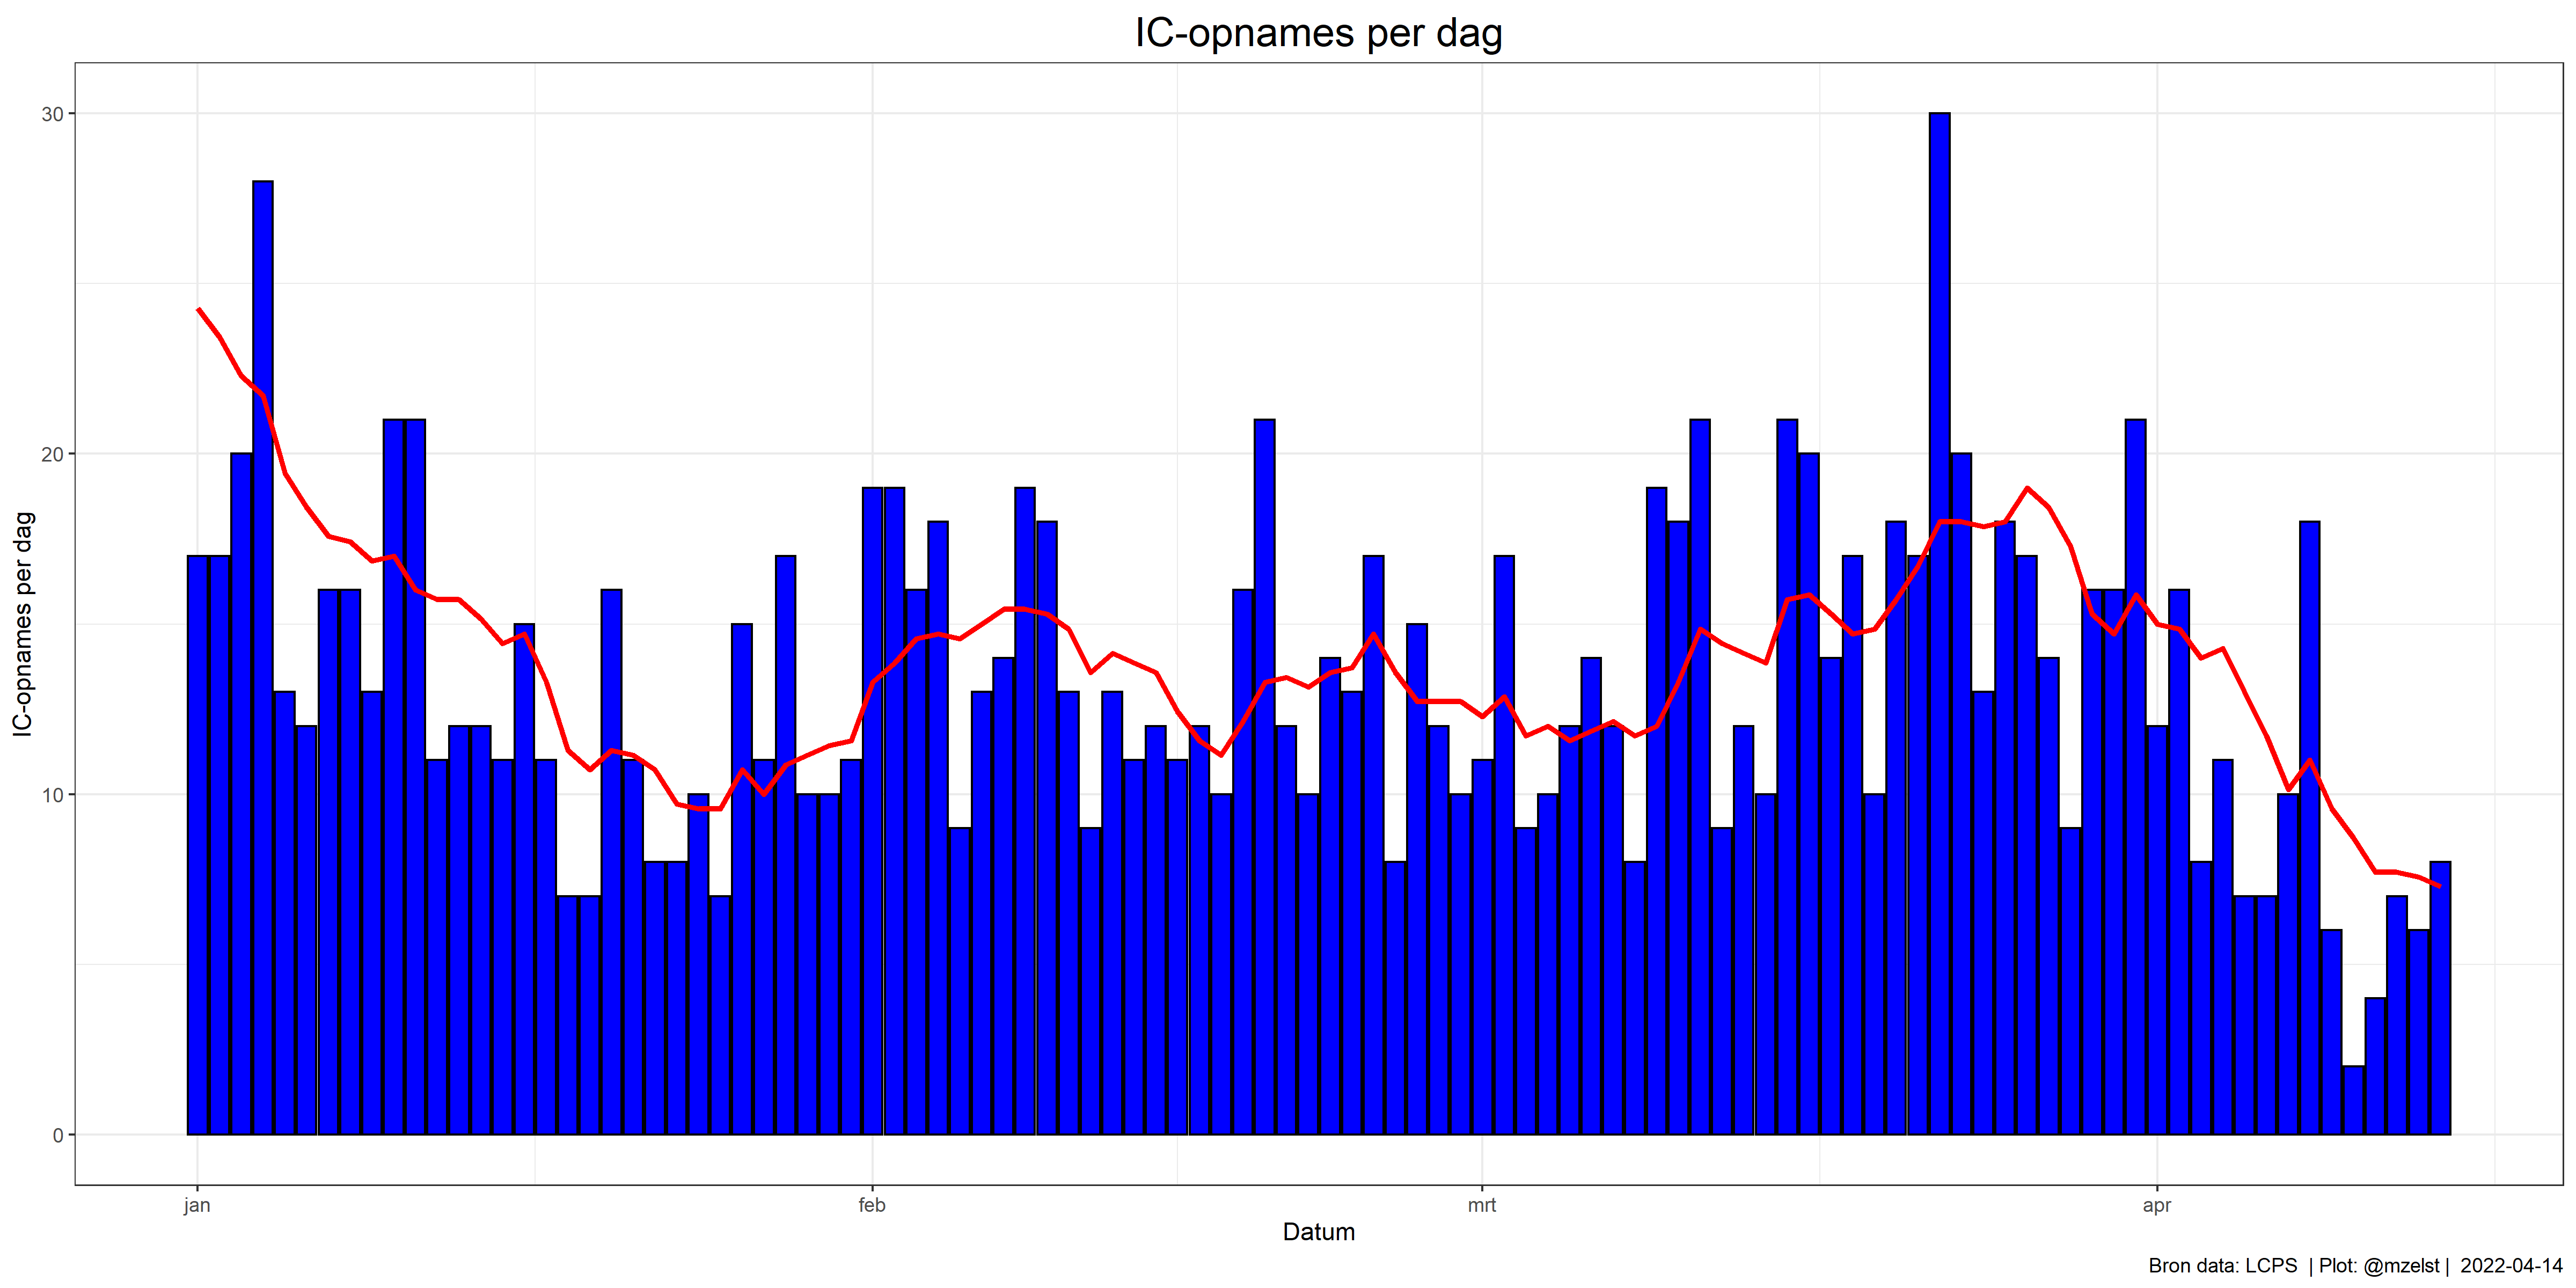 IC-opnames per dag
30
20
10
0
IC-opnames per dag
jan feb mrt apr
Datum
Bron data: LCPS | Plot: @mzelst | 2022-04-14